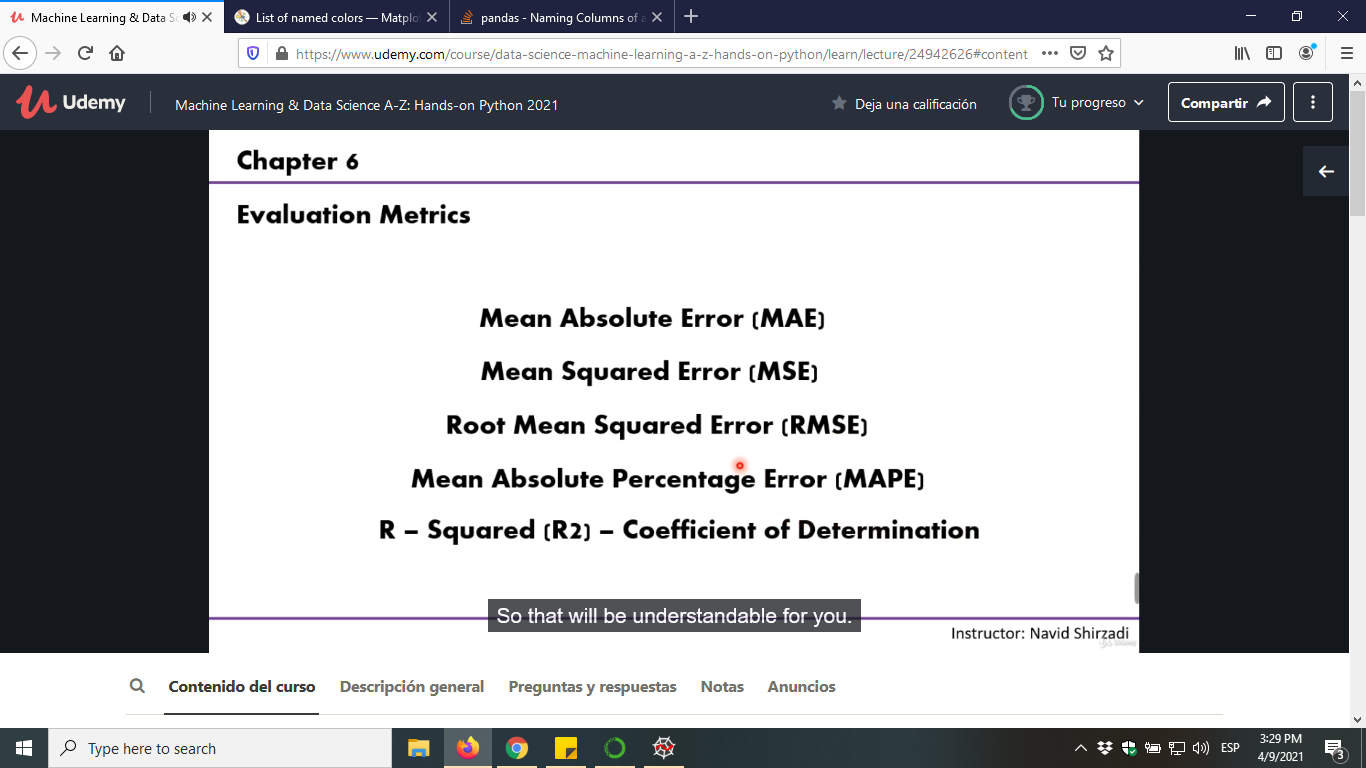 Machine Learning & Data Sc
List of named colors — Matplot
pandas - Naming Columns of a
https://www.udemy.com/course/data-science-machine-learning-a-z-hands-on-python/learn/lecture/24942626#content
Udemy
Machine Learning & Data Science A-Z: Hands-on Python 2021
Deja una calificación
Tu progreso
Compartir
Chapter 6
Evaluation Metrics
Mean Absolute Error (MAE)
Mean Squared Error (MSE)
Root Mean Squared Error (RMSE)
Mean Absolute Percentage Error (MAPE)
R – Squared (R2) – Coefficient of Determination
So that will be understandable for you.
Instructor: Navid Shirzadi
Udemy
Contenido del curso
Descripción general
Preguntas y respuestas
Notas
Anuncios
Type here to search
ESP
3:29 PM
4/9/2021
3